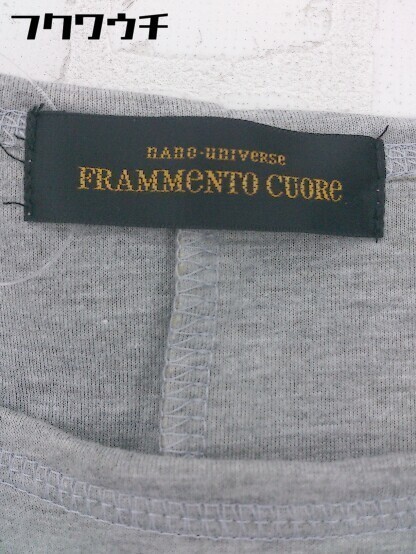 フクワウチ
nano·universe
FRAMMENTO CUORE